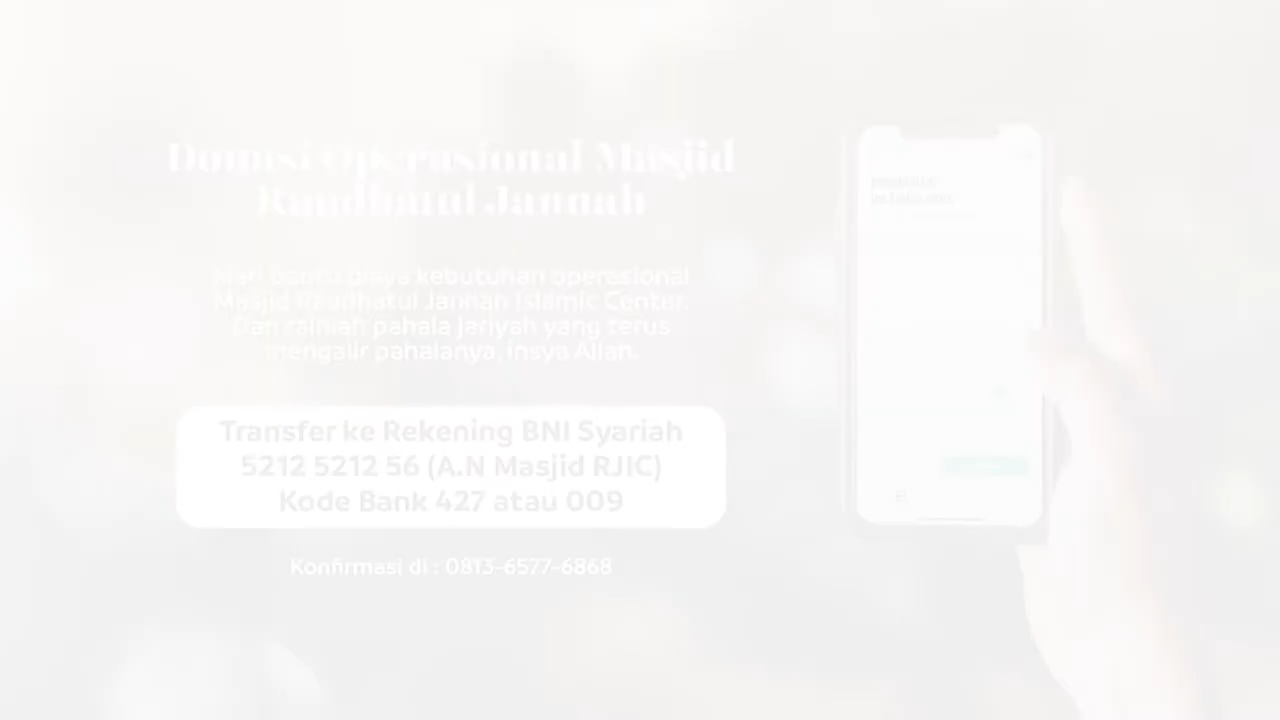 Donasi Operasional Masjid
Raudhatul Jannah
Mari bantu biaya kebutuhan operasional
Masjid Raudhatul Jannah Islamic Center.
Dan raihlah pahala jariyah yang terus
mengalir pahalanya, insya Allah.
Transfer ke Rekening BNI Syariah
5212 5212 56 (A.N Masjid RJIC)
Kode Bank 427 atau 009
Konfirmasi di : 0813-6577-6868